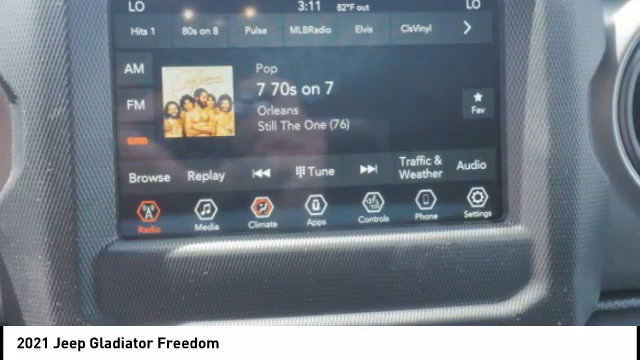 LO 3:11 82°F out LO
Hits 1 80s on 8 Pulse MLBRadio Elvis ClsVinyl
AM
FM
Pop
7 70s on 7
Orleans
Still The One (76)
Fav
Browse Replay Tune Traffic & Weather Audio
Radio Media Climate Apps Controls Phone Settings
2021 Jeep Gladiator Freedom